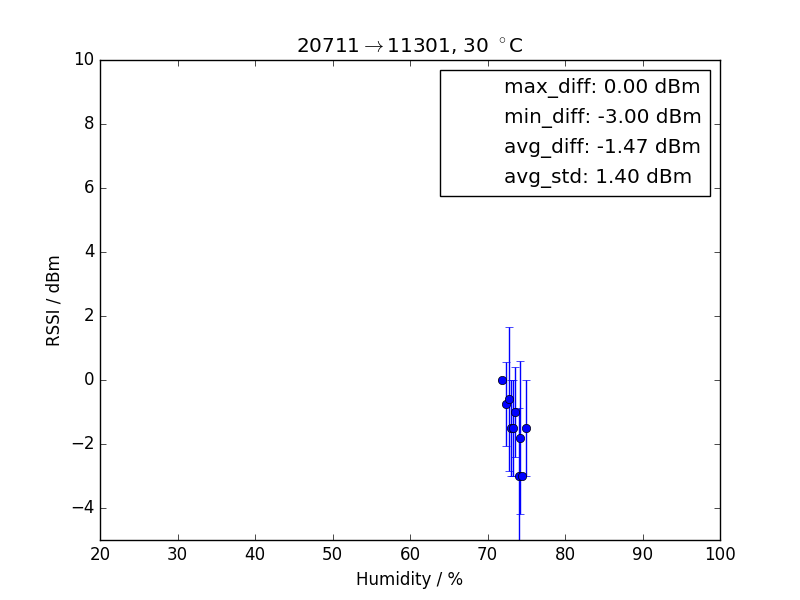 20711→11301, 30 °C
max_diff: 0.00 dBm
min_diff: -3.00 dBm
avg_diff: -1.47 dBm
avg_std: 1.40 dBm
RSSI / dBm
10
8
6
4
2
0
−2
−4
20 30 40 50 60 70 80 90 100
Humidity / %